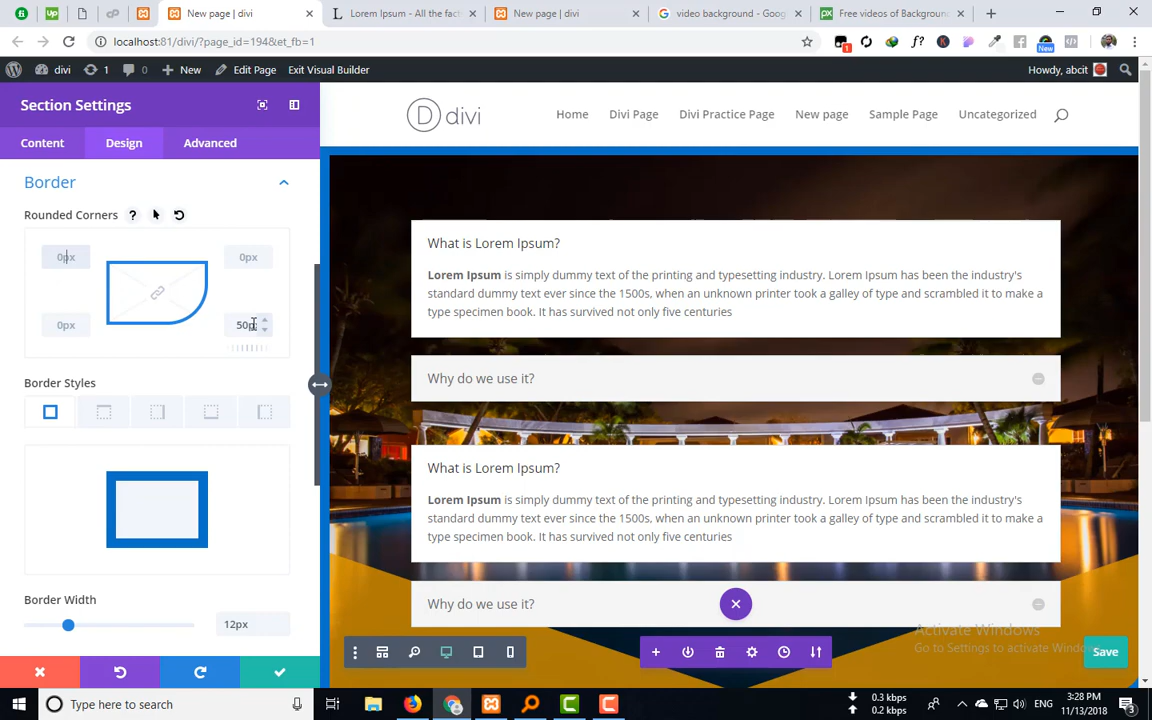 New page | divi
Lorem Ipsum - All the fact
New page | divi
video background - Goog
Free videos of Background
localhost:81/divi/?page_id=194&et_fb=1
1
New
divi
1
0
New
Edit Page
Exit Visual Builder
Howdy, abcit
Section Settings
Content
Design
Advanced
Border
Rounded Corners
0px
0px
0px
50px
Border Styles
Border Width
12px
divi
Home
Divi Page
Divi Practice Page
New page
Sample Page
Uncategorized
What is Lorem Ipsum?
Lorem Ipsum is simply dummy text of the printing and typesetting industry. Lorem Ipsum has been the industry's
standard dummy text ever since the 1500s, when an unknown printer took a galley of type and scrambled it to make a
type specimen book. It has survived not only five centuries
Why do we use it?
What is Lorem Ipsum?
Lorem Ipsum is simply dummy text of the printing and typesetting industry. Lorem Ipsum has been the industry's
standard dummy text ever since the 1500s, when an unknown printer took a galley of type and scrambled it to make a
type specimen book. It has survived not only five centuries
Why do we use it?
Activate Windows
Go to Settings to activate Windows.
Save
Type here to search
0.3 kbps
0.2 kbps
ENG
3:28 PM
11/13/2018
3